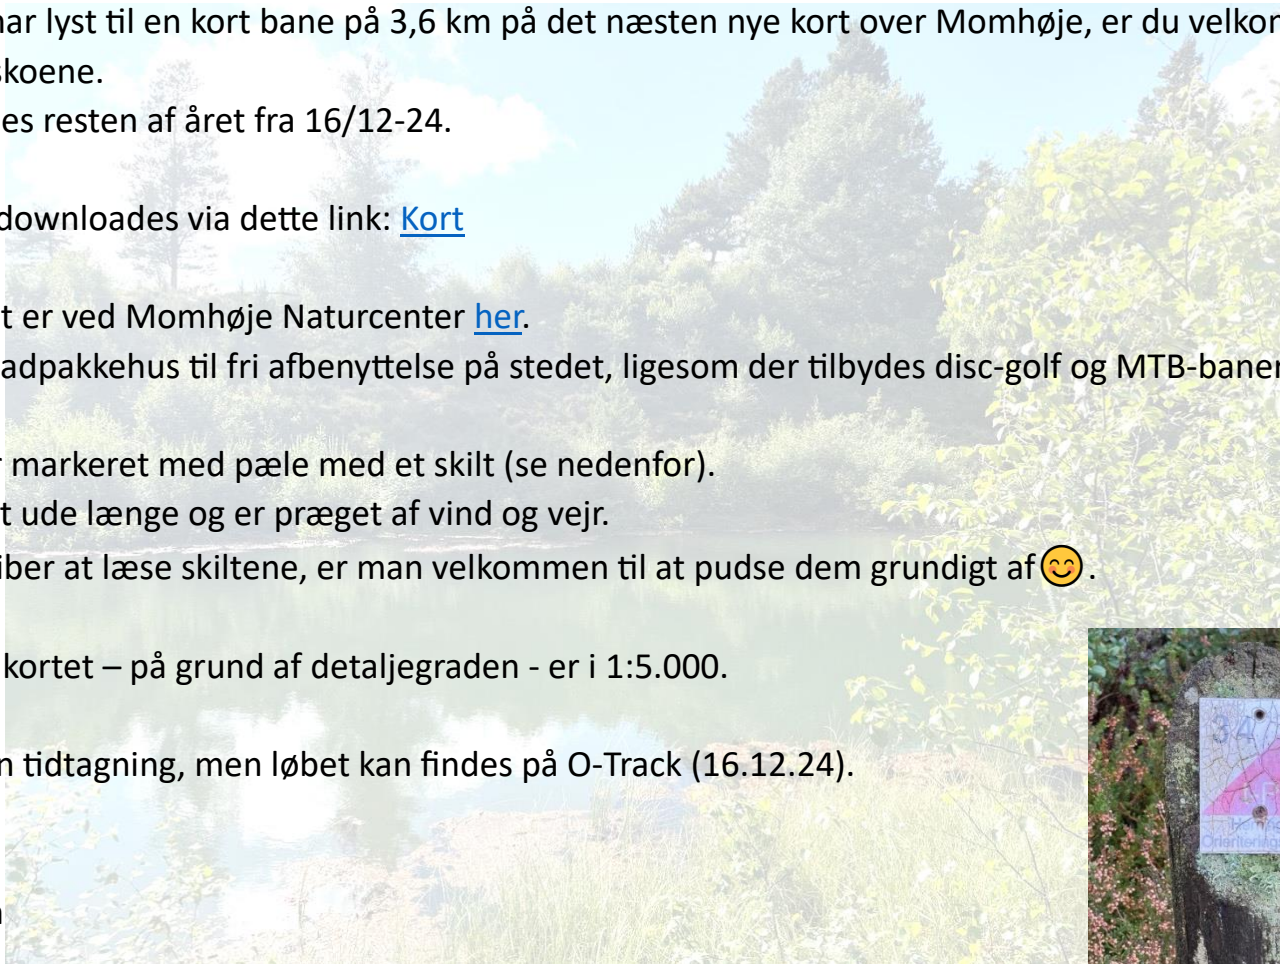 ar lyst til en kort bane på 3,6 km på det næsten nye kort over Momhøje, er du velkor
skoene.
es resten af året fra 16/12-24.
downloades via dette link: Kort
t er ved Momhøje Naturcenter her.
adpakkehus til fri afbenyttelse på stedet, ligesom der tilbydes disc-golf og MTB-baner
markeret med pæle med et skilt (se nedenfor).
t ude længe og er præget af vind og vejr.
iber at læse skiltene, er man velkommen til at pudse dem grundigt af😊.
kortet – på grund af detaljegraden - er i 1:5.000.
n tidtagning, men løbet kan findes på O-Track (16.12.24).
34
Orientering